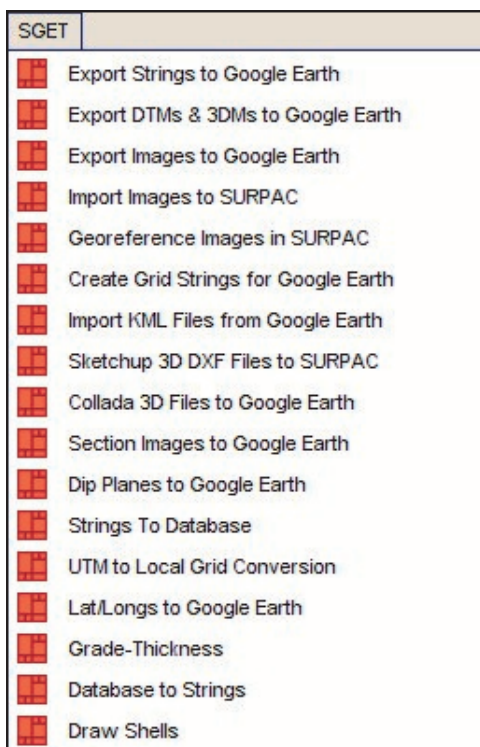 SGET
Export Strings to Google Earth
Export DTMs & 3DMs to Google Earth
Export Images to Google Earth
Import Images to SURPAC
Georeference Images in SURPAC
Create Grid Strings for Google Earth
Import KML Files from Google Earth
Sketchup 3D DXF Files to SURPAC
Collada 3D Files to Google Earth
Section Images to Google Earth
Dip Planes to Google Earth
Strings To Database
UTM to Local Grid Conversion
Lat/Longs to Google Earth
Grade-Thickness
Database to Strings
Draw Shells